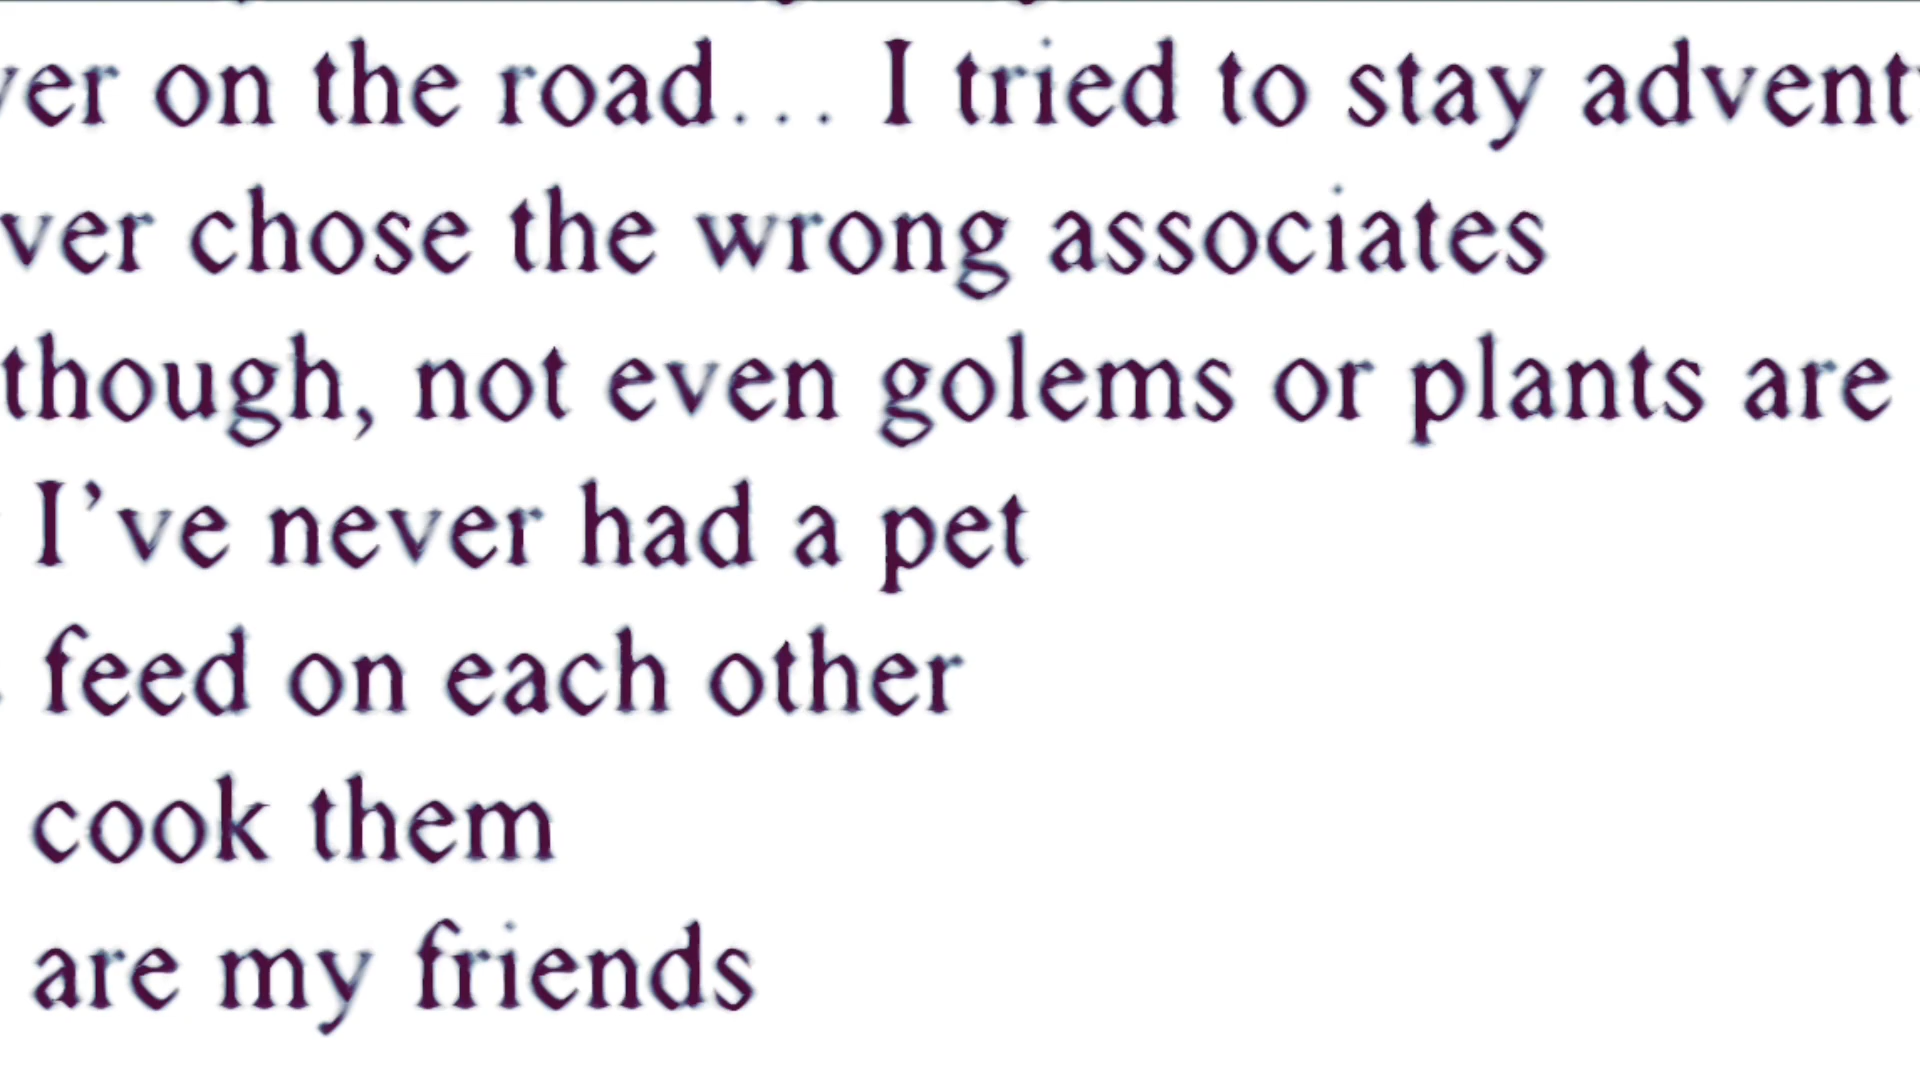 ver on the road... I tried to stay advent
ver chose the wrong associates
though, not even golems or plants are
I've never had a pet
feed on each other
cook them
are my friends